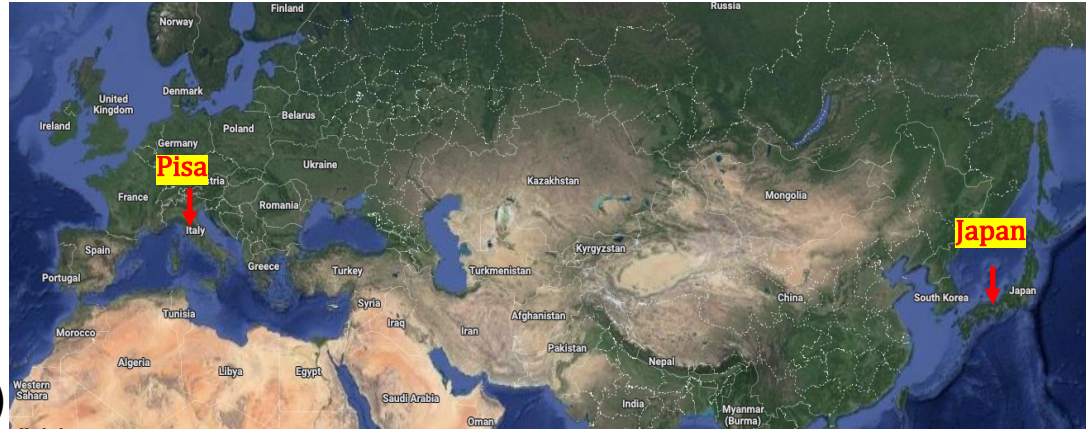 Finland
Russia
Norway
Denmark
United
Kingdom
Ireland
Belarus
Poland
Germany
Pisa
tria
Ukraine
Kazakhstan
Mongolia
France
Romania
Japan
Italy
Spain
Kyrgyzstan
Greece
Turkey
Turkmenistan
Portugal
South Korea
Japan
China
Syria
Tunisia
Afghanistan
Iraq
Iran
Morocco
Pakistan
Nepal
Algeria
Libya
Egypt
Western
Sahara
Saudi Arabia
India
Myanmar
(Burma)
Oman